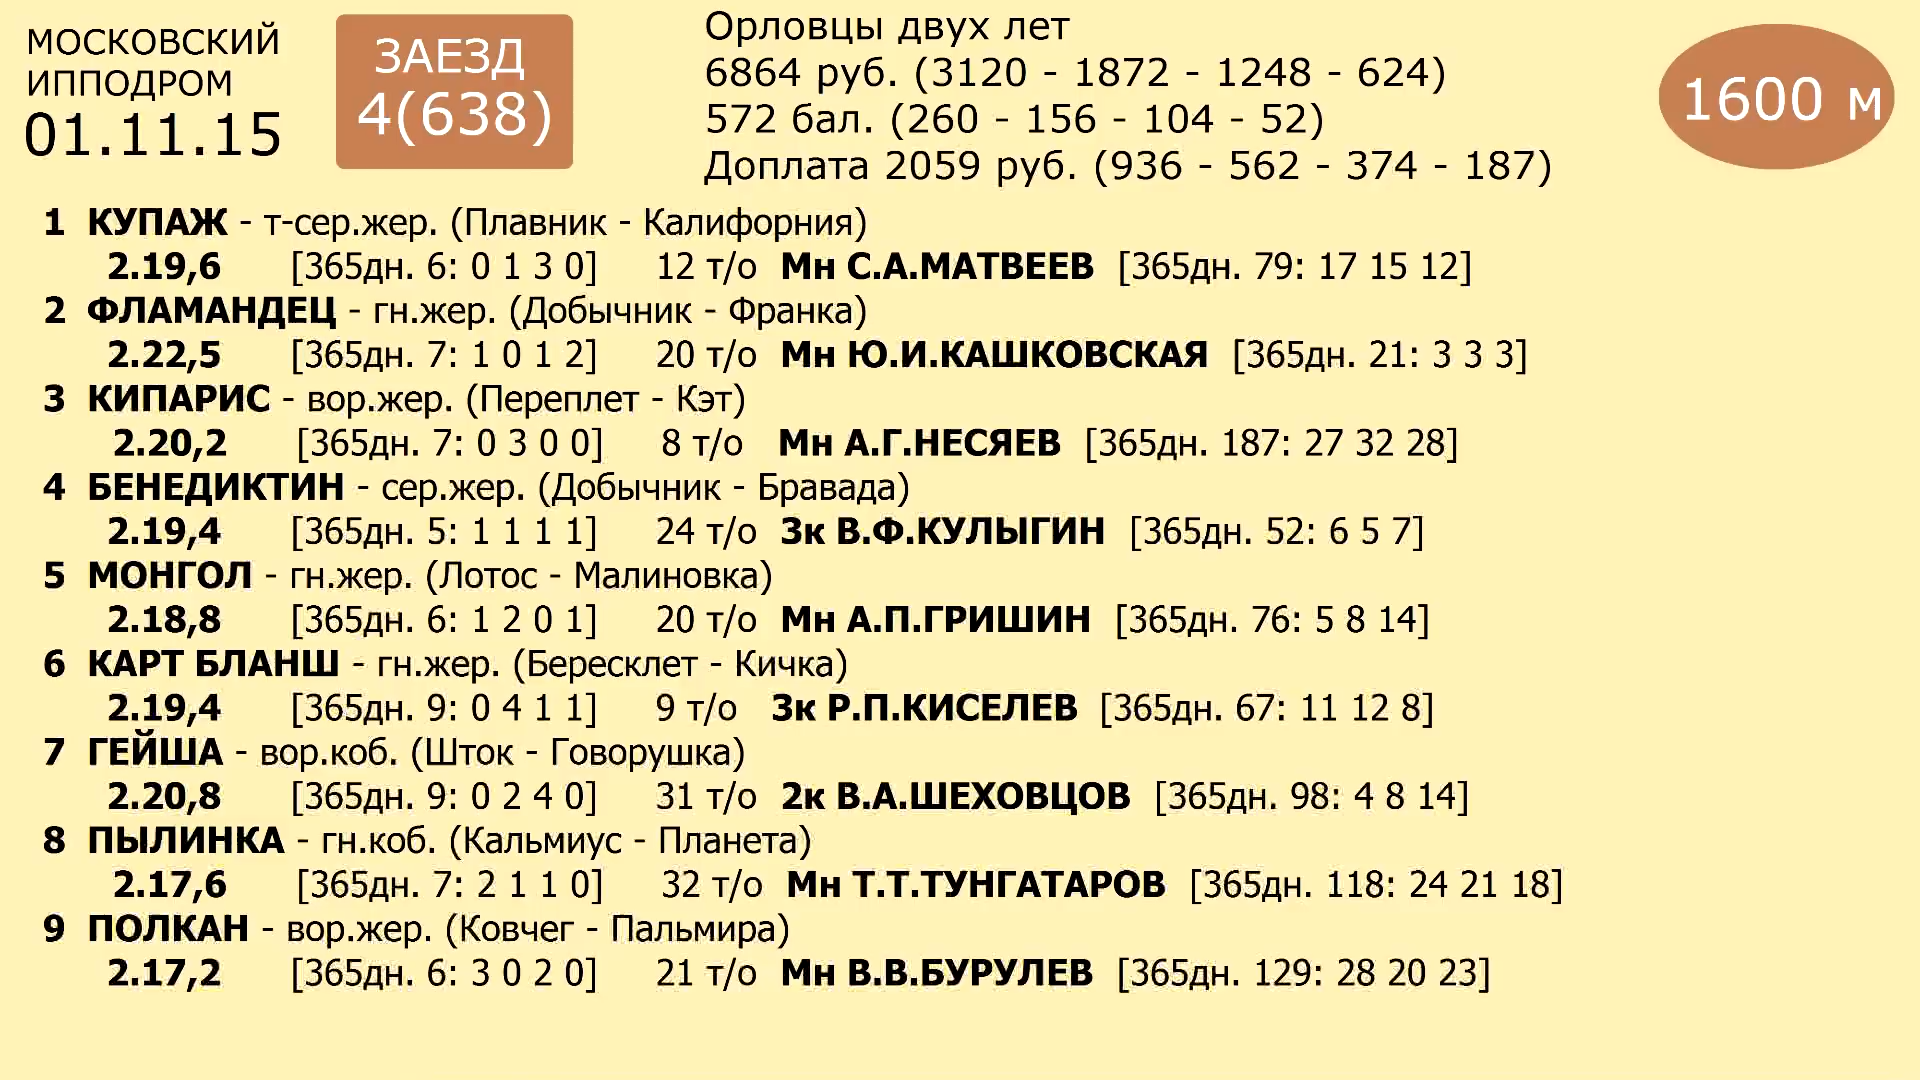 МОСКОВСКИЙ
ИППОДРОМ
01.11.15
ЗАЕЗД
4(638)
Орловцы двух лет
6864 руб. (3120 - 1872 - 1248 - 624)
572 бал. (260 - 156 - 104 - 52)
Доплата 2059 руб. (936 - 562 - 374 - 187)
1600 м
1 КУПАЖ - т-сер.жер. (Плавник - Калифорния)
2.19,6 [365дн. 6: 0 1 3 0] 12 т/о Мн С.А.МАТВЕЕВ [365дн. 79: 17 15 12]
2 ФЛАМАНДЕЦ - гн.жер. (Добычник - Франка)
2.22,5 [365дн. 7: 1 0 1 2] 20 т/о Мн Ю.И.КАШКОВСКАЯ [365дн. 21: 3 3 3]
3 КИПАРИС - вор.жер. (Переплет - Кэт)
2.20,2 [365дн. 7: 0 3 0 0] 8 т/о Мн А.Г.НЕСЯЕВ [365дн. 187: 27 32 28]
4 БЕНЕДИКТИН - сер.жер. (Добычник - Бравада)
2.19,4 [365дн. 5: 1 1 1 1] 24 т/о 3к В.Ф.КУЛЫГИН [365дн. 52: 6 5 7]
5 МОНГОЛ - гн.жер. (Лотос - Малиновка)
2.18,8 [365дн. 6: 1 2 0 1] 20 т/о Мн А.П.ГРИШИН [365дн. 76: 5 8 14]
6 КАРТ БЛАНШ - гн.жер. (Бересклет - Кичка)
2.19,4 [365дн. 9: 0 4 1 1] 9 т/о 3к Р.П.КИСЕЛЕВ [365дн. 67: 11 12 8]
7 ГЕЙША - вор.коб. (Шток - Говорушка)
2.20,8 [365дн. 9: 0 2 4 0] 31 т/о 2к В.А.ШЕХОВЦОВ [365дн. 98: 4 8 14]
8 ПЫЛИНКА - гн.коб. (Кальмиус - Планета)
2.17,6 [365дн. 7: 2 1 1 0] 32 т/о Мн Т.Т.ТУНГАТАРОВ [365дн. 118: 24 21 18]
9 ПОЛКАН - вор.жер. (Ковчег - Пальмира)
2.17,2 [365дн. 6: 3 0 2 0] 21 т/о Мн В.В.БУРУЛЕВ [365дн. 129: 28 20 23]